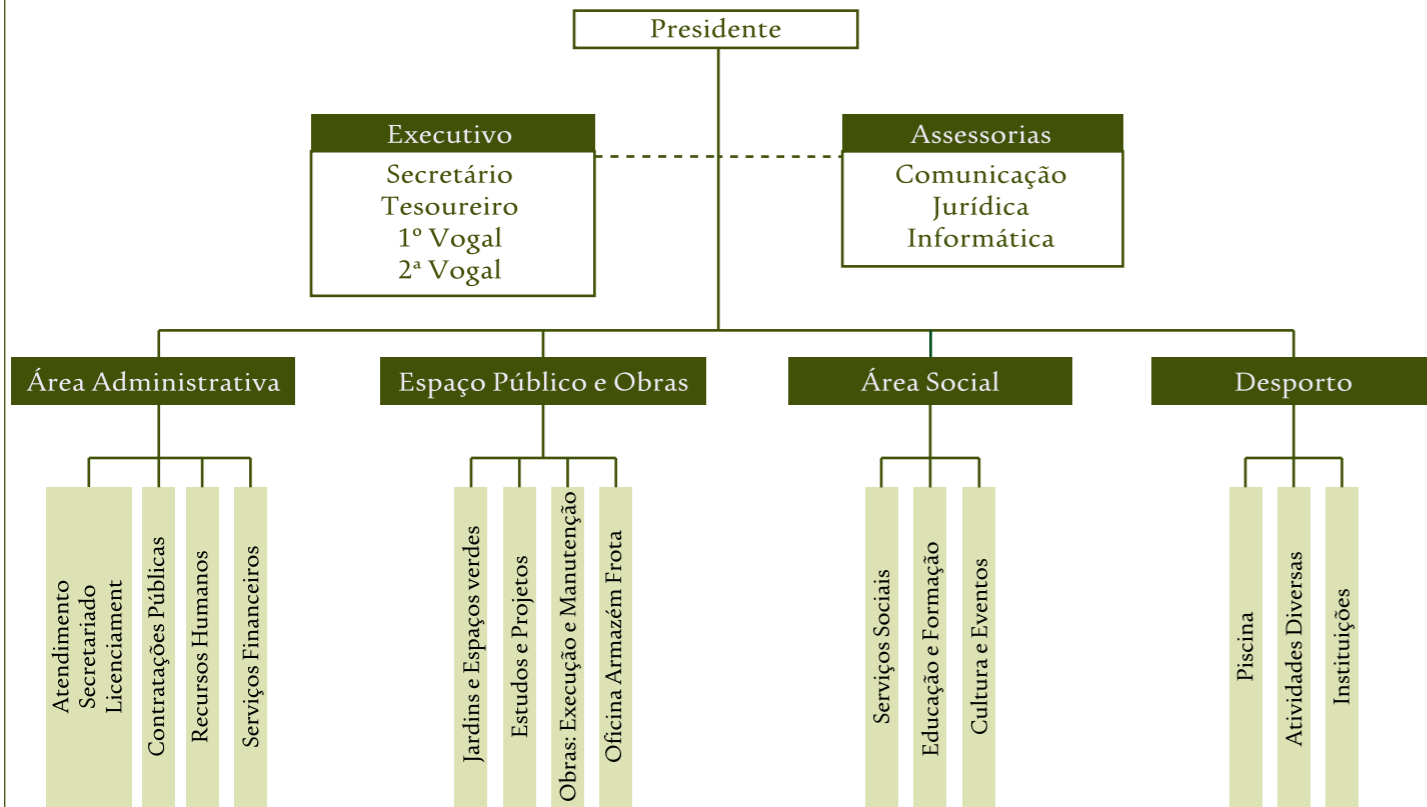 Presidente
Executivo
Secretário
Tesoureiro
1º Vogal
2ª Vogal
Assessorias
Comunicação
Jurídica
Informática
Área Administrativa
Espaço Público e Obras
Área Social
Desporto
Atendimento
Secretariado
Licenciament
Contratações Públicas
Recursos Humanos
Serviços Financeiros
Jardins e Espaços verdes
Estudos e Projetos
Obras: Execução e Manutenção
Oficina Armazém Frota
Serviços Sociais
Educação e Formação
Cultura e Eventos
Piscina
Atividades Diversas
Instituições